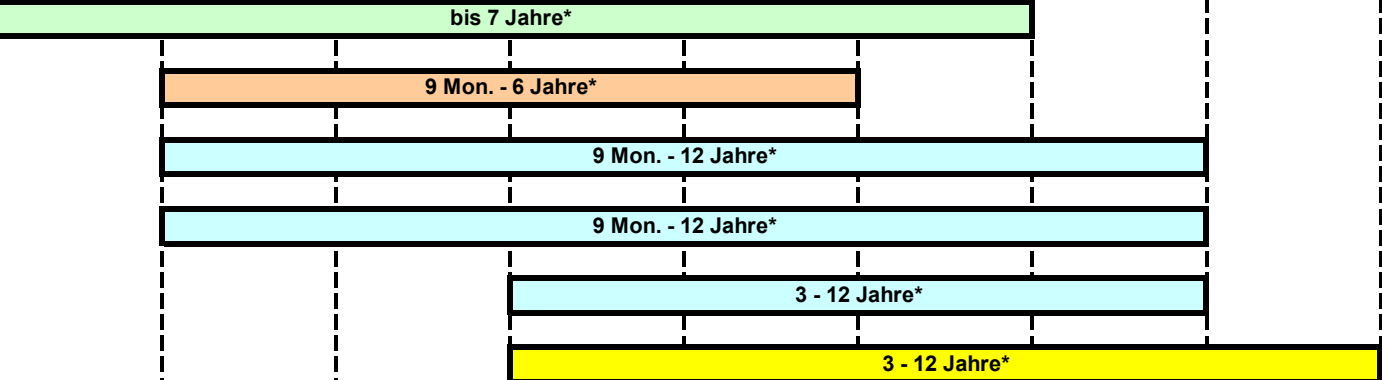 bis 7 Jahre*
9 Mon. - 6 Jahre*
9 Mon. - 12 Jahre*
9 Mon. - 12 Jahre*
3 - 12 Jahre*
3 - 12 Jahre*